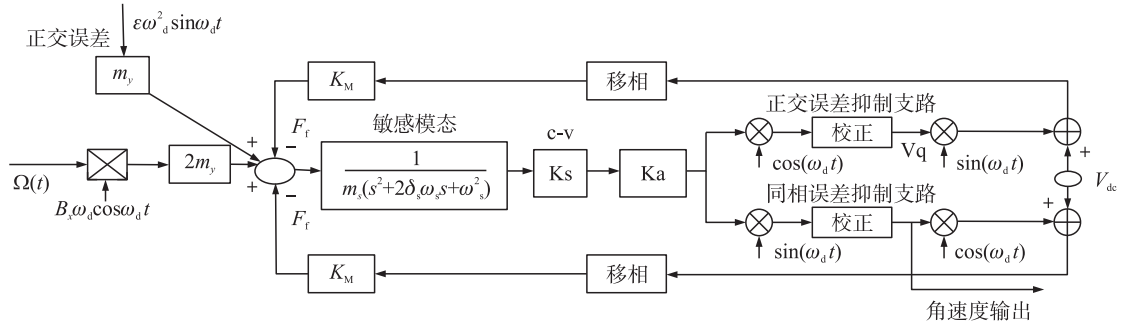 εω²_d sinω_d t
正交误差
m_y
K_M
移相
正交误差抑制支路
F_f
敏感模态
c-v
校正
+
−
Vq
+
cos(ω_d t)
sin(ω_d t)
Ω(t)
2m_y
1
m_s(s²+2δ_sω_s s+ω²_s)
Ks
Ka
V_dc
+
−
同相误差抑制支路
+
B_xω_d cosω_d t
F_f
校正
sin(ω_d t)
cos(ω_d t)
K_M
移相
角速度输出